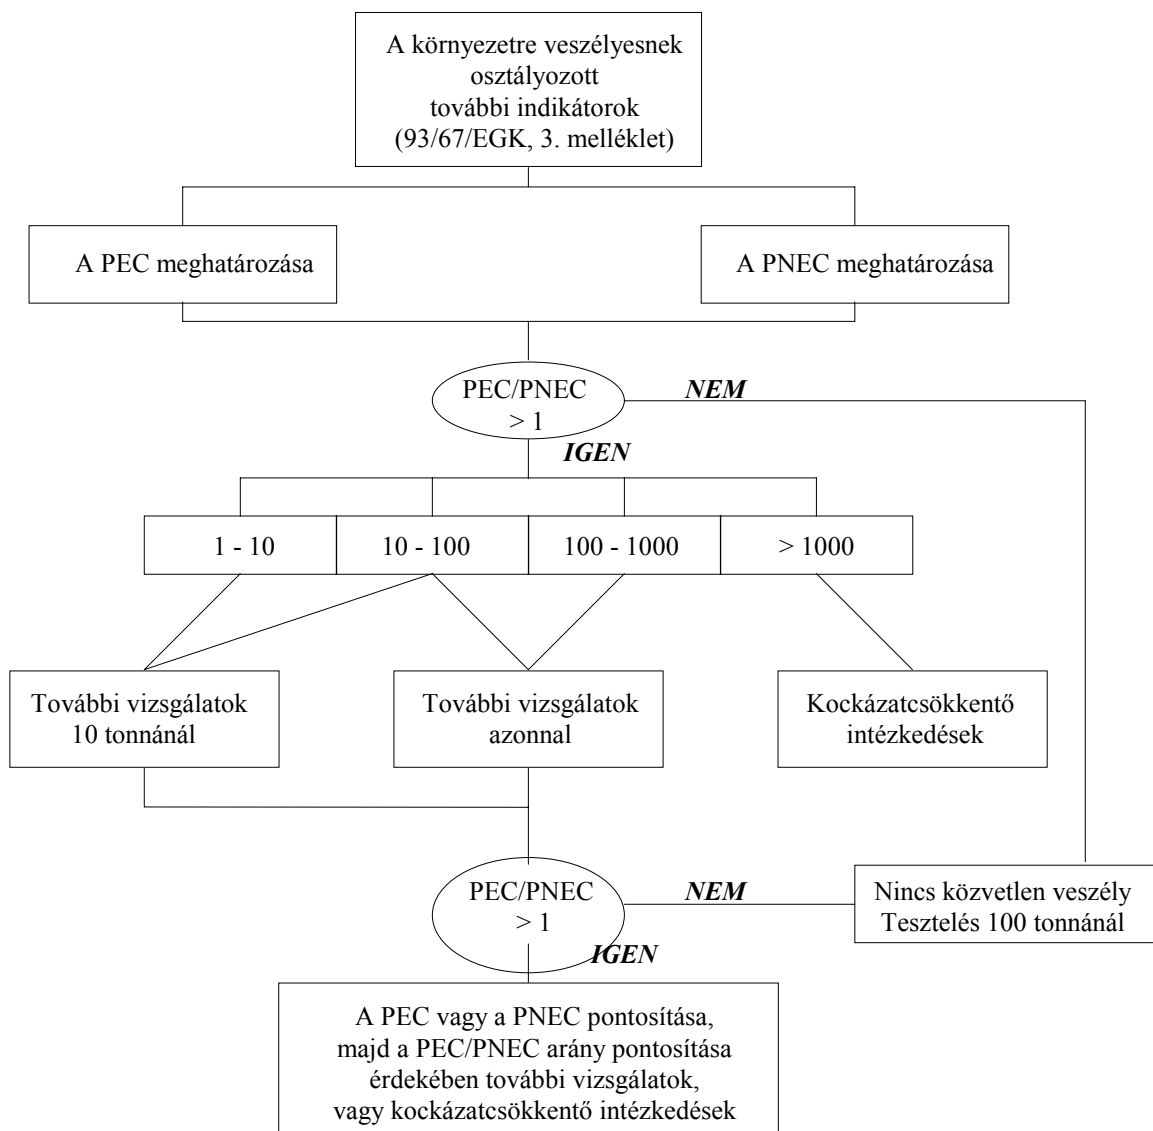 A környezetre veszélyesnek
osztályozott
további indikátorok
(93/67/EGK, 3. melléklet)
A PEC meghatározása
A PNEC meghatározása
PEC/PNEC
> 1
NEM
IGEN
1 - 10
10 - 100
100 - 1000
> 1000
További vizsgálatok
10 tonnánál
További vizsgálatok
azonnal
Kockázatcsökkentő
intézkedések
PEC/PNEC
> 1
NEM
IGEN
Nincs közvetlen veszély
Tesztelés 100 tonnánál
A PEC vagy a PNEC pontosítása,
majd a PEC/PNEC arány pontosítása
érdekében további vizsgálatok,
vagy kockázatcsökkentő intézkedések